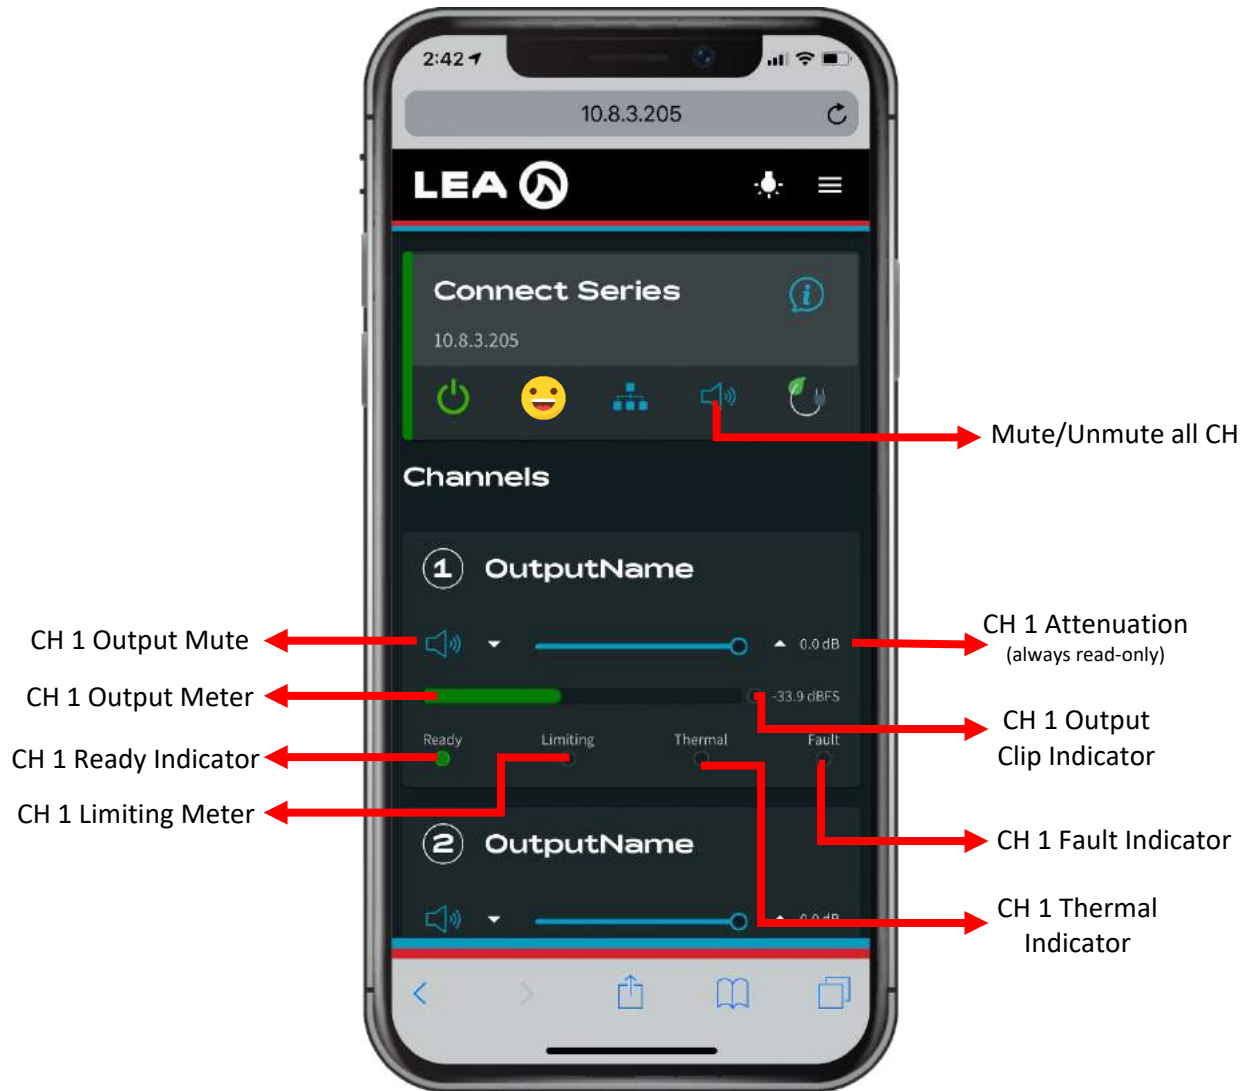 2:42
10.8.3.205
LEA
Connect Series
10.8.3.205
Mute/Unmute all CH
Channels
1 OutputName
CH 1 Output Mute
0.0 dB
CH 1 Attenuation
(always read-only)
CH 1 Output Meter
-33.9 dBFS
CH 1 Output
Clip Indicator
Ready Limiting Thermal Fault
CH 1 Ready Indicator
CH 1 Limiting Meter
2 OutputName
CH 1 Fault Indicator
0.0 dB
CH 1 Thermal
Indicator